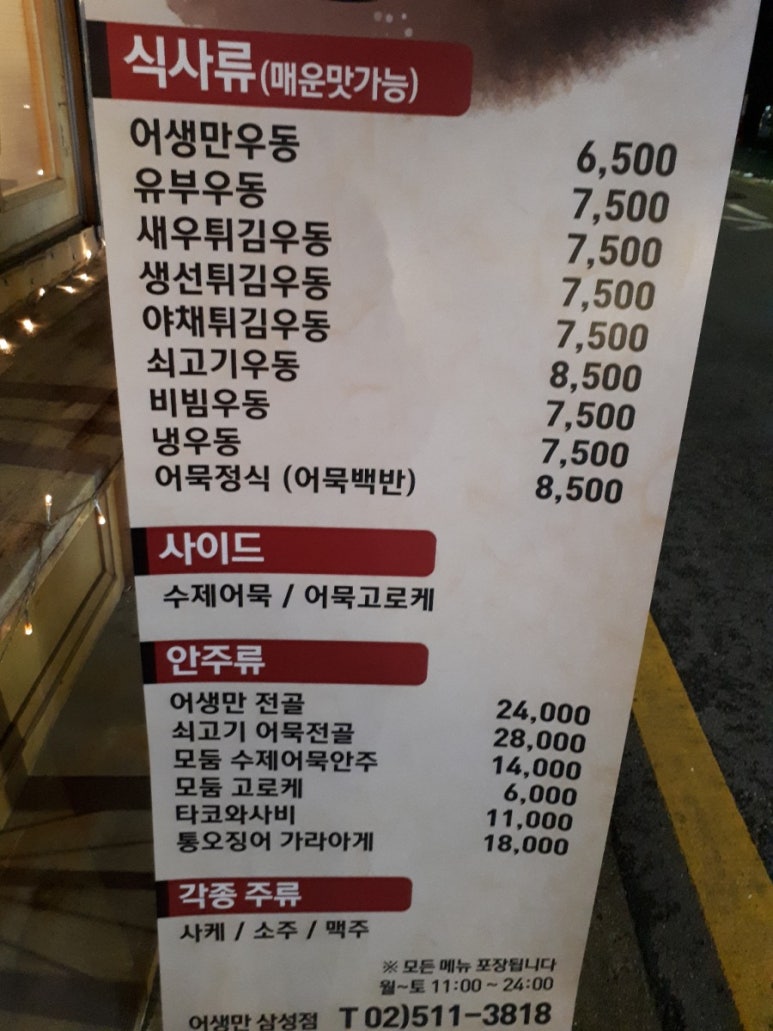 식사류(매운맛가능)
어생만우동 6,500
유부우동 7,500
새우튀김우동 7,500
생선튀김우동 7,500
야채튀김우동 7,500
쇠고기우동 8,500
비빔우동 7,500
냉우동 7,500
어묵정식 (어묵백반) 8,500
사이드
수제어묵 / 어묵고로케
안주류
어생만 전골 24,000
쇠고기 어묵전골 28,000
모둠 수제어묵안주 14,000
모둠 고로케 6,000
타코와사비 11,000
통오징어 가라아게 18,000
각종 주류
사케 / 소주 / 맥주
※ 모든 메뉴 포장됩니다
월~토 11:00 ~ 24:00
어생만 삼성점 T 02)511-3818